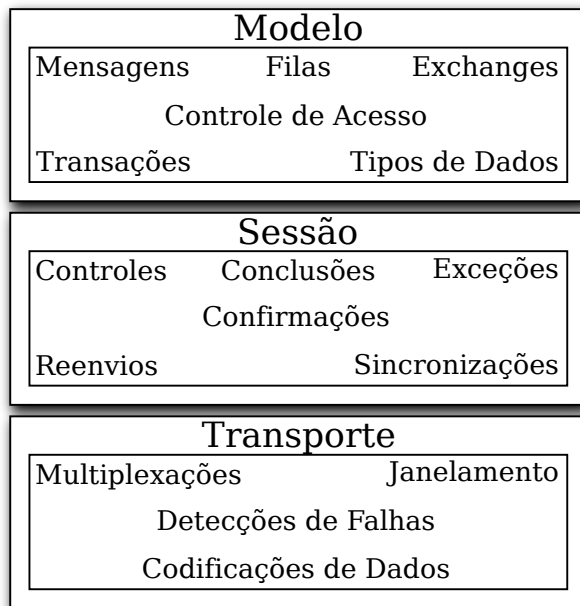 Modelo
Mensagens Filas Exchanges
Controle de Acesso
Transações Tipos de Dados
Sessão
Controles Conclusões Exceções
Confirmações
Reenvios Sincronizações
Transporte
Multiplexações Janelamento
Detecções de Falhas
Codificações de Dados